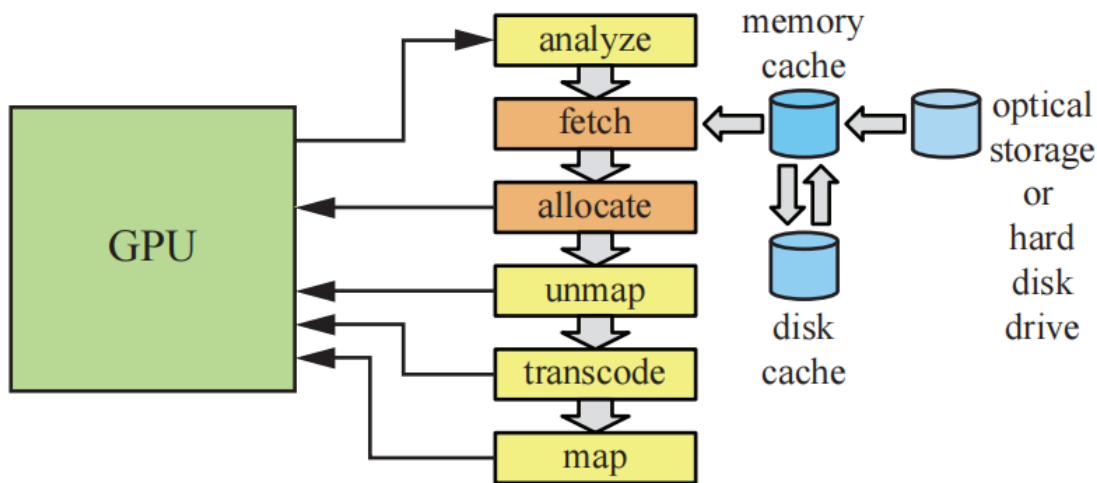 analyze
memory
cache
fetch
optical
storage
or
hard
disk
drive
allocate
GPU
unmap
disk
cache
transcode
map